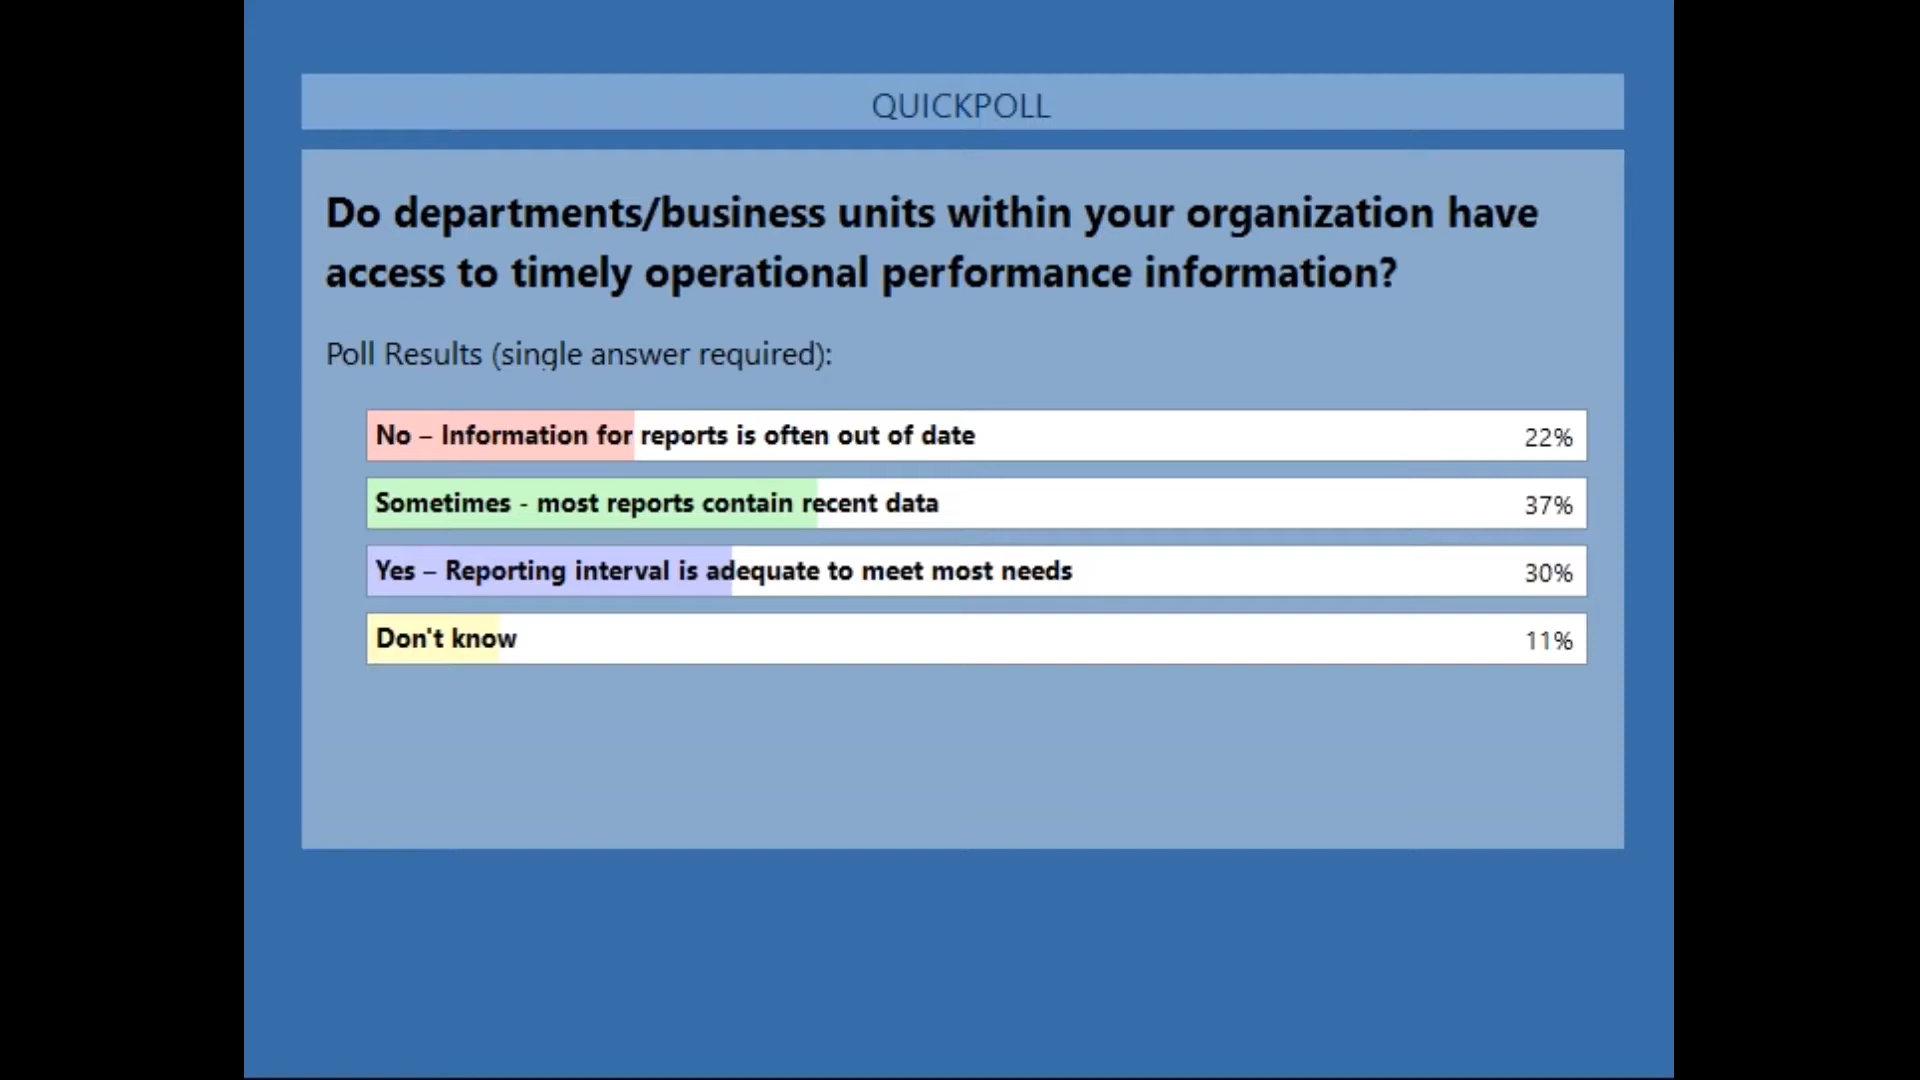 QUICKPOLL
Do departments/business units within your organization have
access to timely operational performance information?
Poll Results (single answer required):
No – Information for reports is often out of date 22%
Sometimes - most reports contain recent data 37%
Yes – Reporting interval is adequate to meet most needs 30%
Don't know 11%